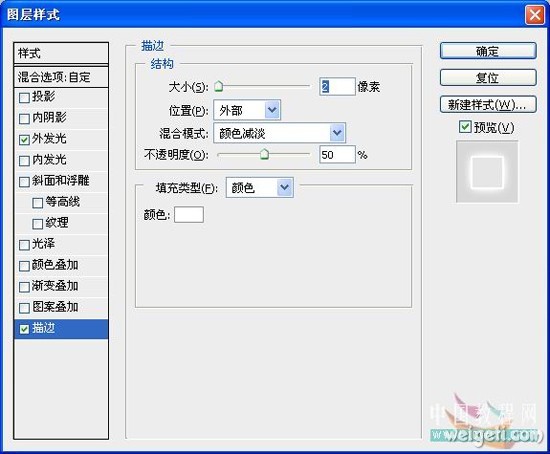 图层样式
样式
混合选项:自定
投影
内阴影
外发光
内发光
斜面和浮雕
等高线
纹理
光泽
颜色叠加
渐变叠加
图案叠加
描边
描边
结构
大小(S): 2 像素
位置(P): 外部
混合模式: 颜色减淡
不透明度(O): 50 %
填充类型(F): 颜色
颜色:
确定
复位
新建样式(W)...
预览(V)
中国教程网